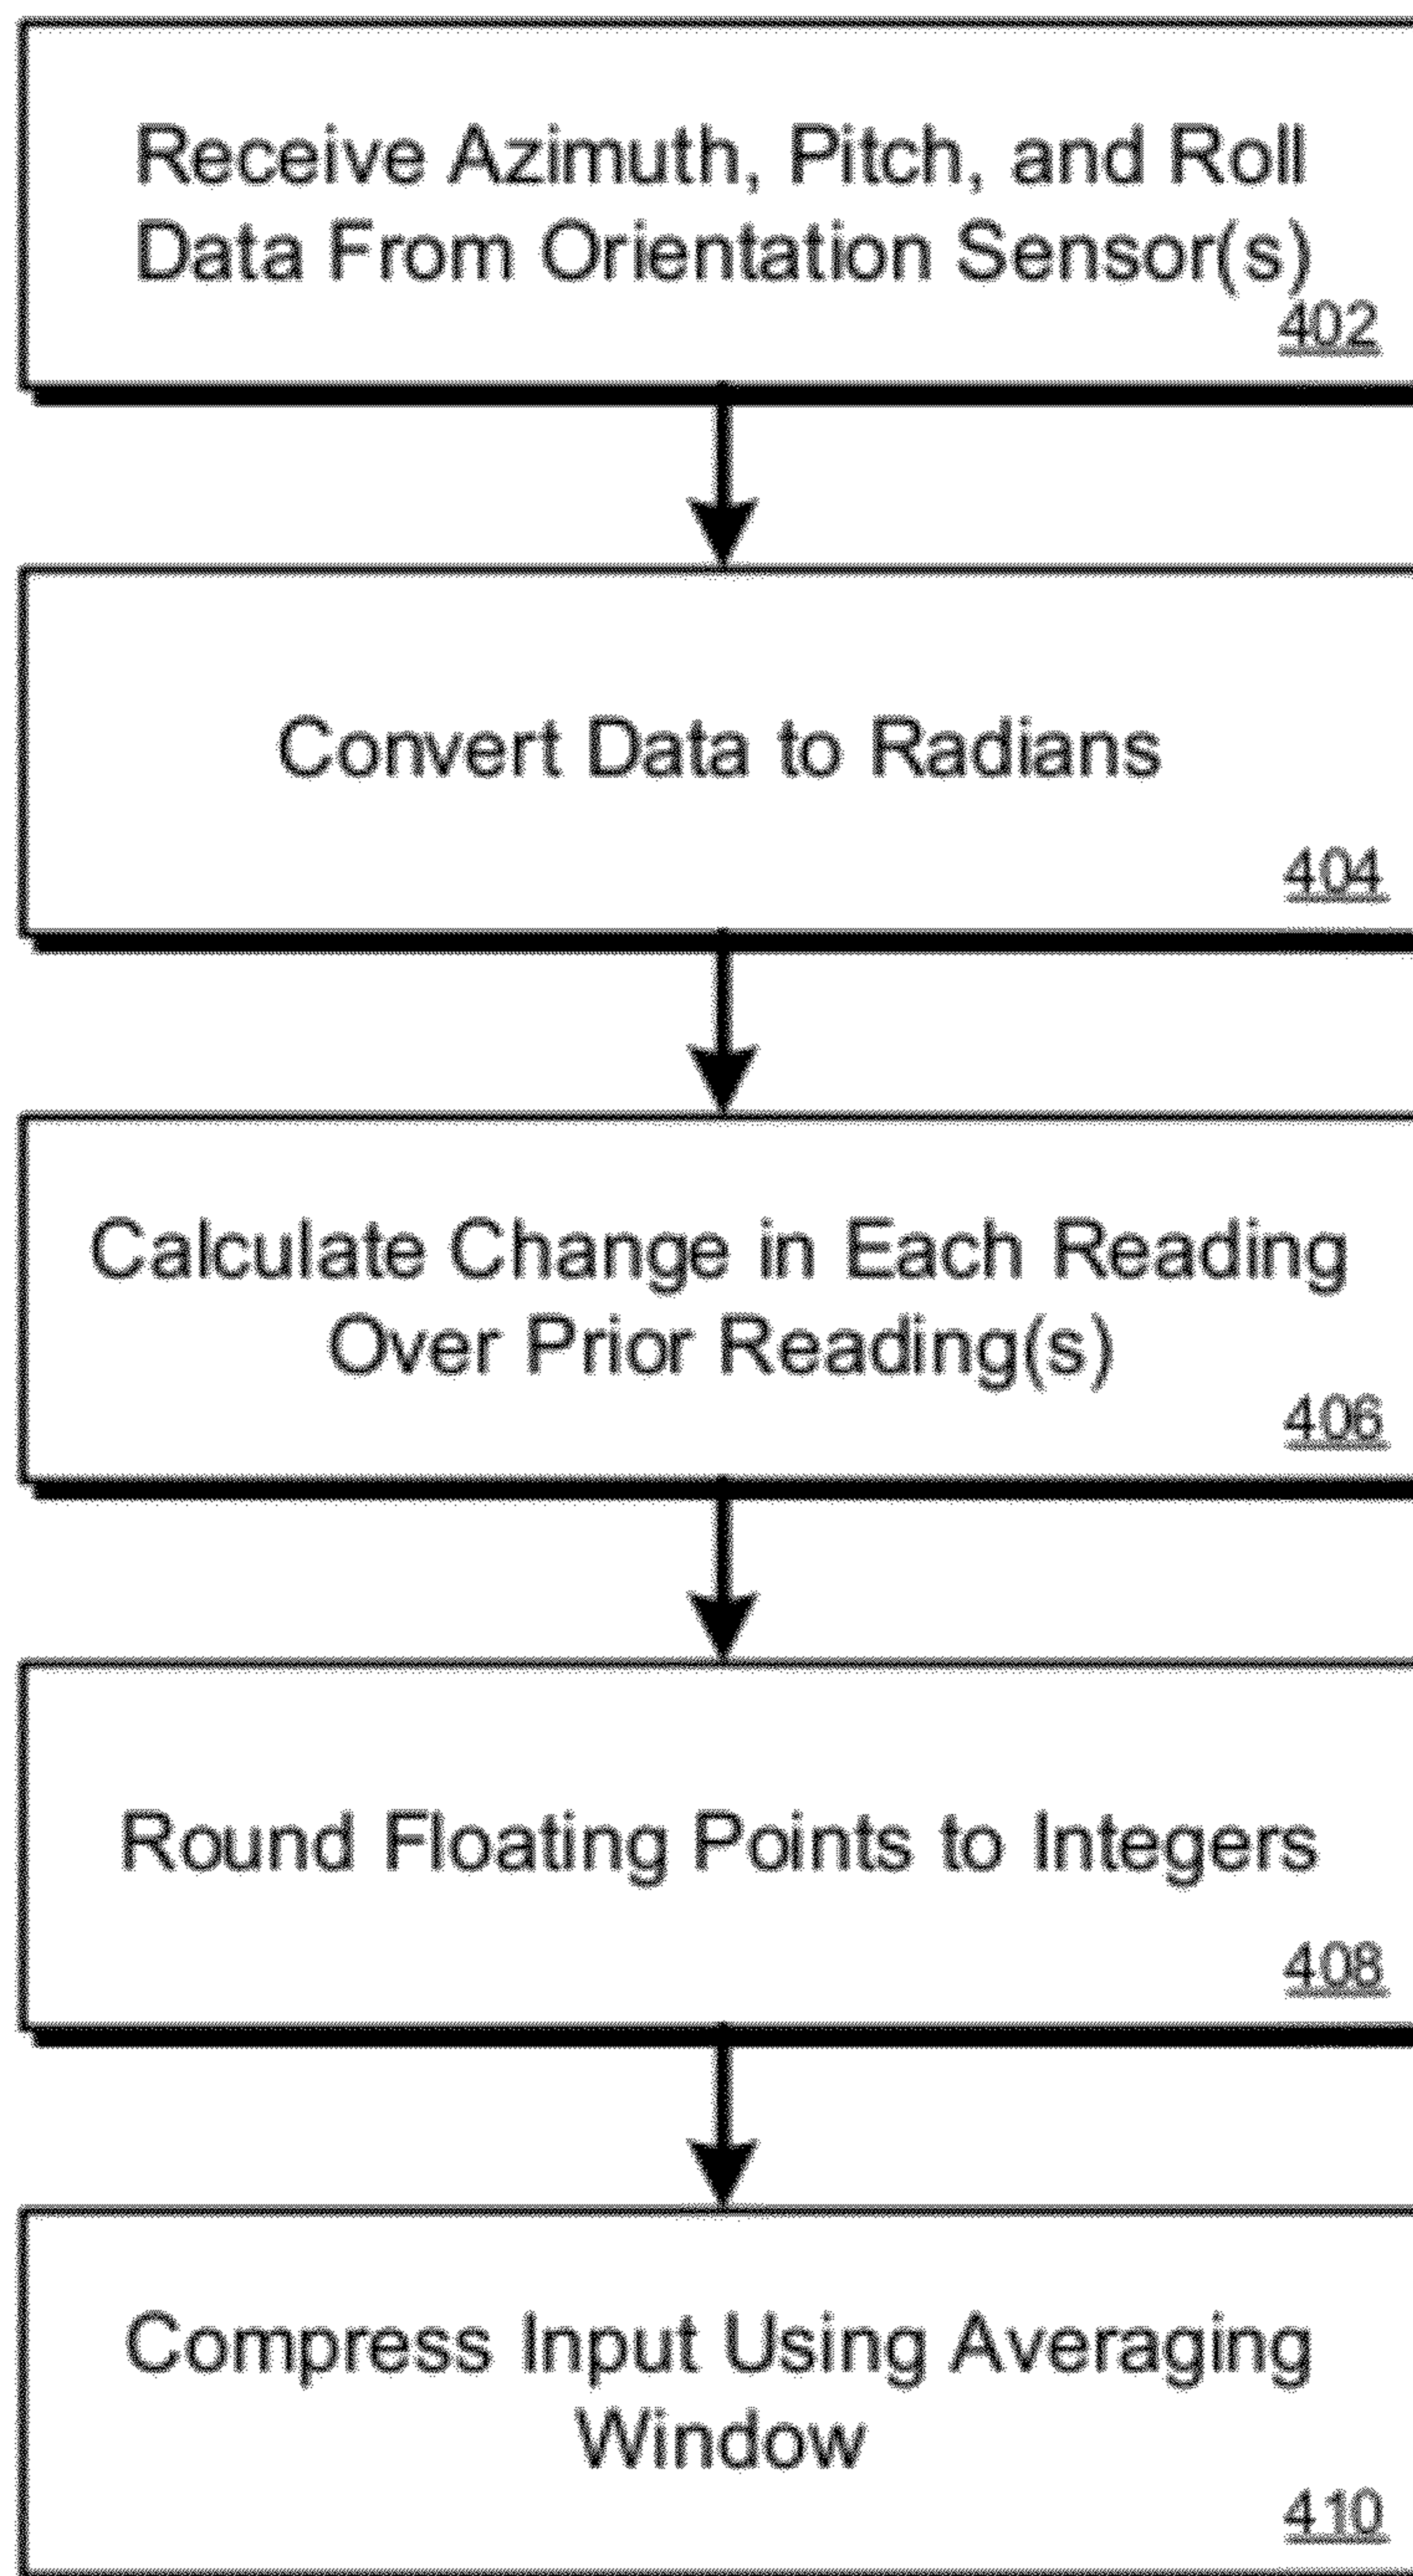 Receive Azimuth, Pitch, and Roll
Data From Orientation Sensor(s)
402
Convert Data to Radians
404
Calculate Change in Each Reading
Over Prior Reading(s)
406
Round Floating Points to Integers
408
Compress Input Using Averaging
Window
410